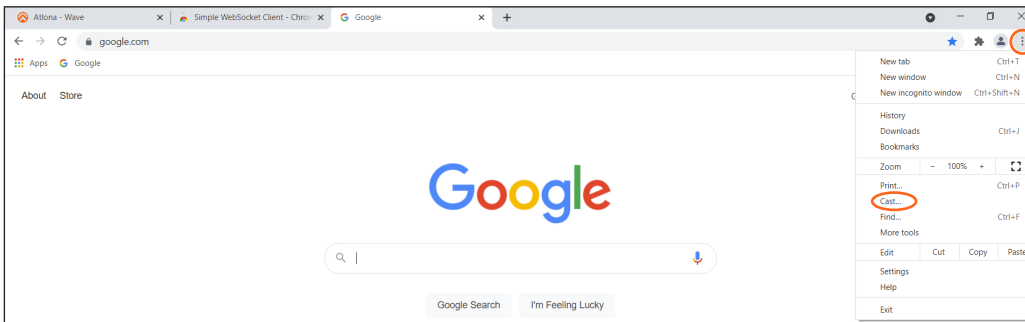 Atlona - Wave
Simple WebSocket Client - Chrom
Google
google.com
Apps
Google
About
Store
New tab Ctrl+T
New window Ctrl+N
New incognito window Ctrl+Shift+N
History
Downloads Ctrl+J
Bookmarks
Zoom - 100% +
Print... Ctrl+P
Cast...
Find... Ctrl+F
More tools
Edit Cut Copy Paste
Settings
Help
Exit
Google
Google Search
I'm Feeling Lucky